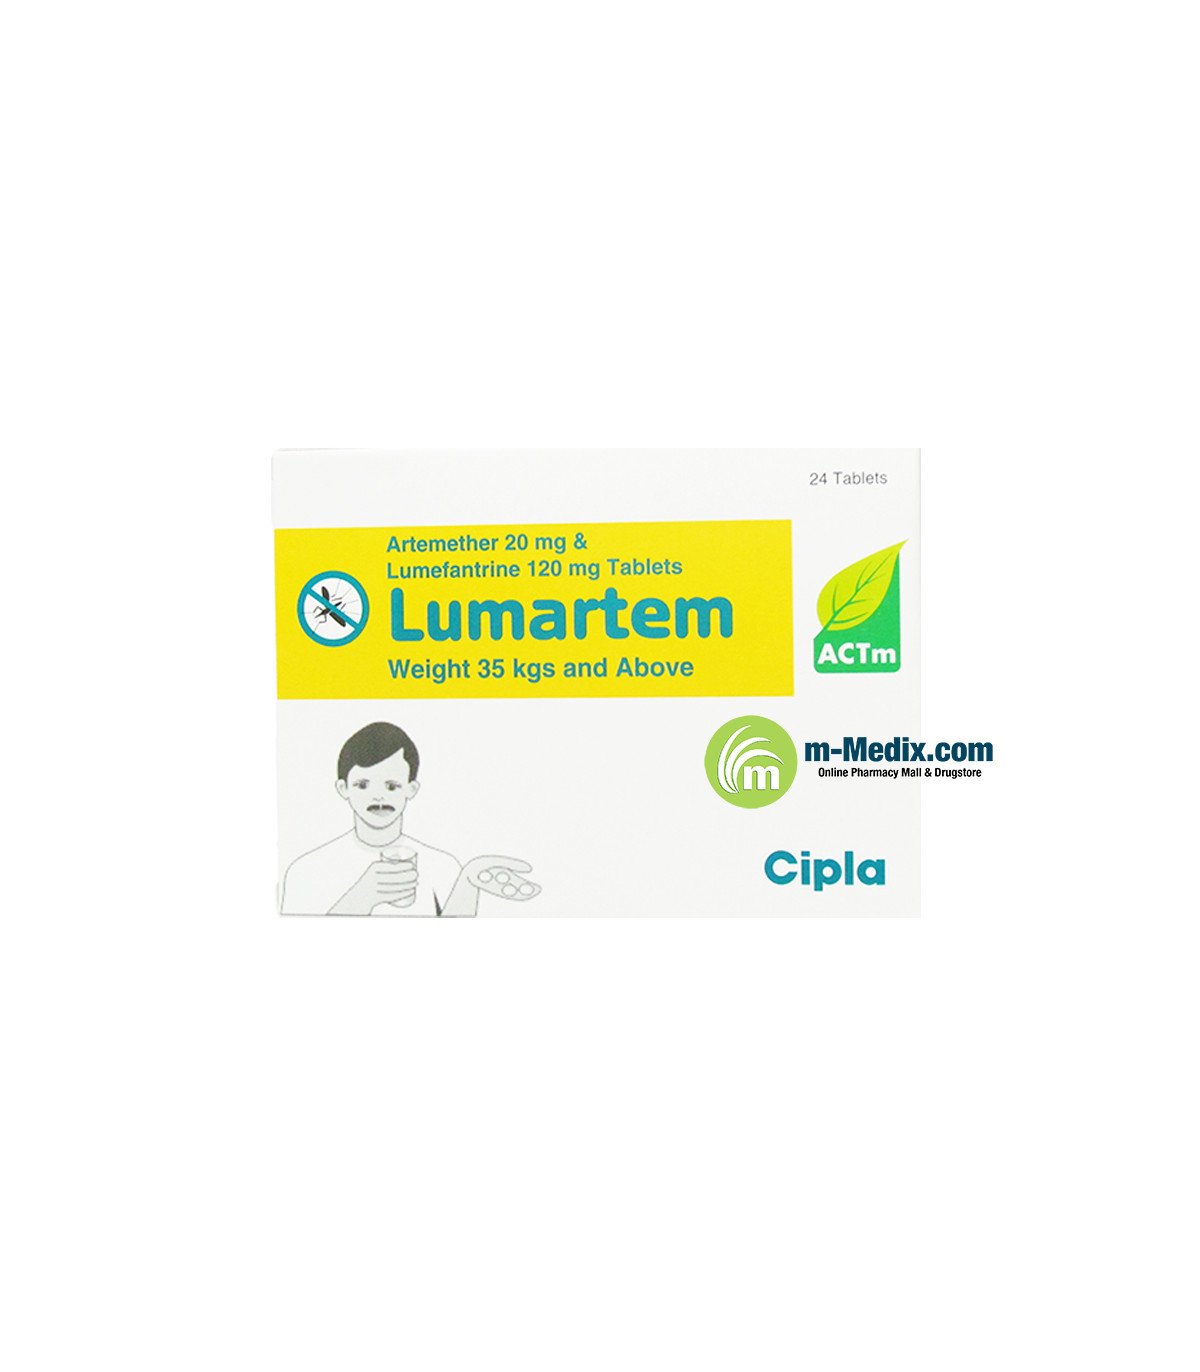 24 Tablets
Artemether 20 mg &
Lumefantrine 120 mg Tablets
Lumartem
Weight 35 kgs and Above
ACTm
m
m-Medix.com
Online Pharmacy Mall & Drugstore
Cipla